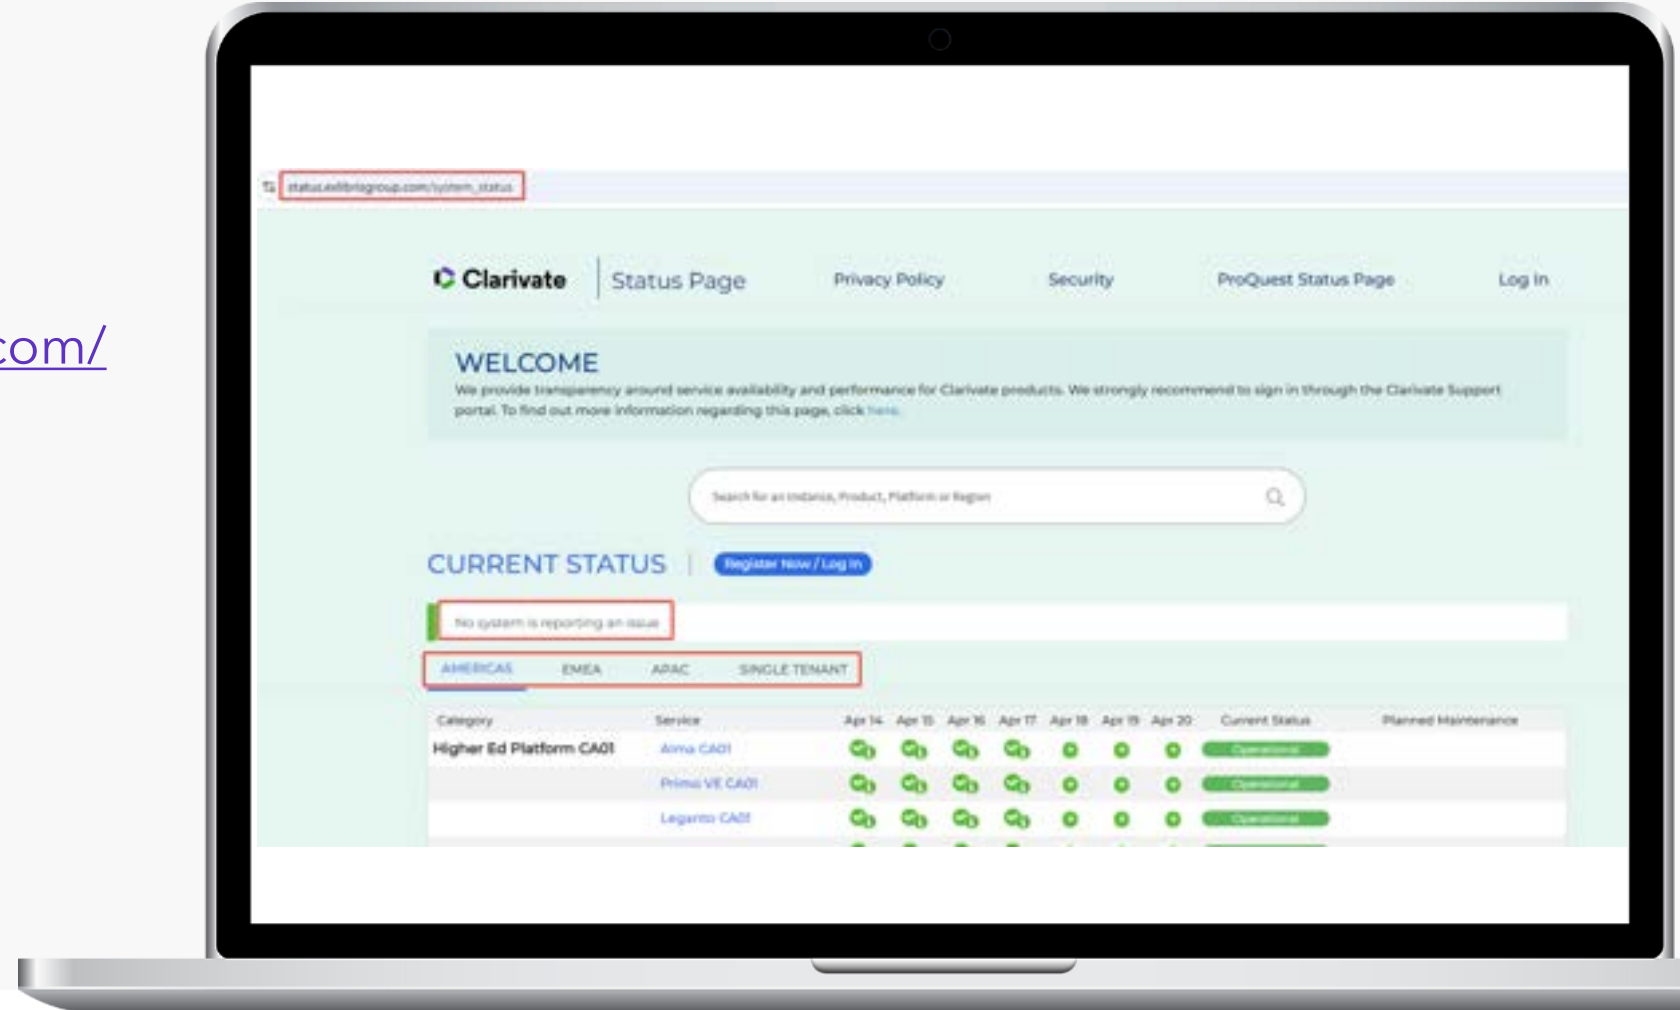 com/
status.exlibrisgroup.com/system_status
Clarivate Status Page Privacy Policy Security ProQuest Status Page Log In
WELCOME
We provide transparency around service availability and performance for Clarivate products. We strongly recommend to sign in through the Clarivate Support
portal. To find out more information regarding this page, click here.
Search for an Instance, Product, Platform or Region
CURRENT STATUS | Register Now / Log In
No system is reporting an issue
AMERICAS EMEA APAC SINGLE TENANT
Category Service Apr 14 Apr 15 Apr 16 Apr 17 Apr 18 Apr 19 Apr 20 Current Status Planned Maintenance
Higher Ed Platform CA01 Alma CA01 Operational
Primo VE CA01 Operational
Leganto CA01 Operational